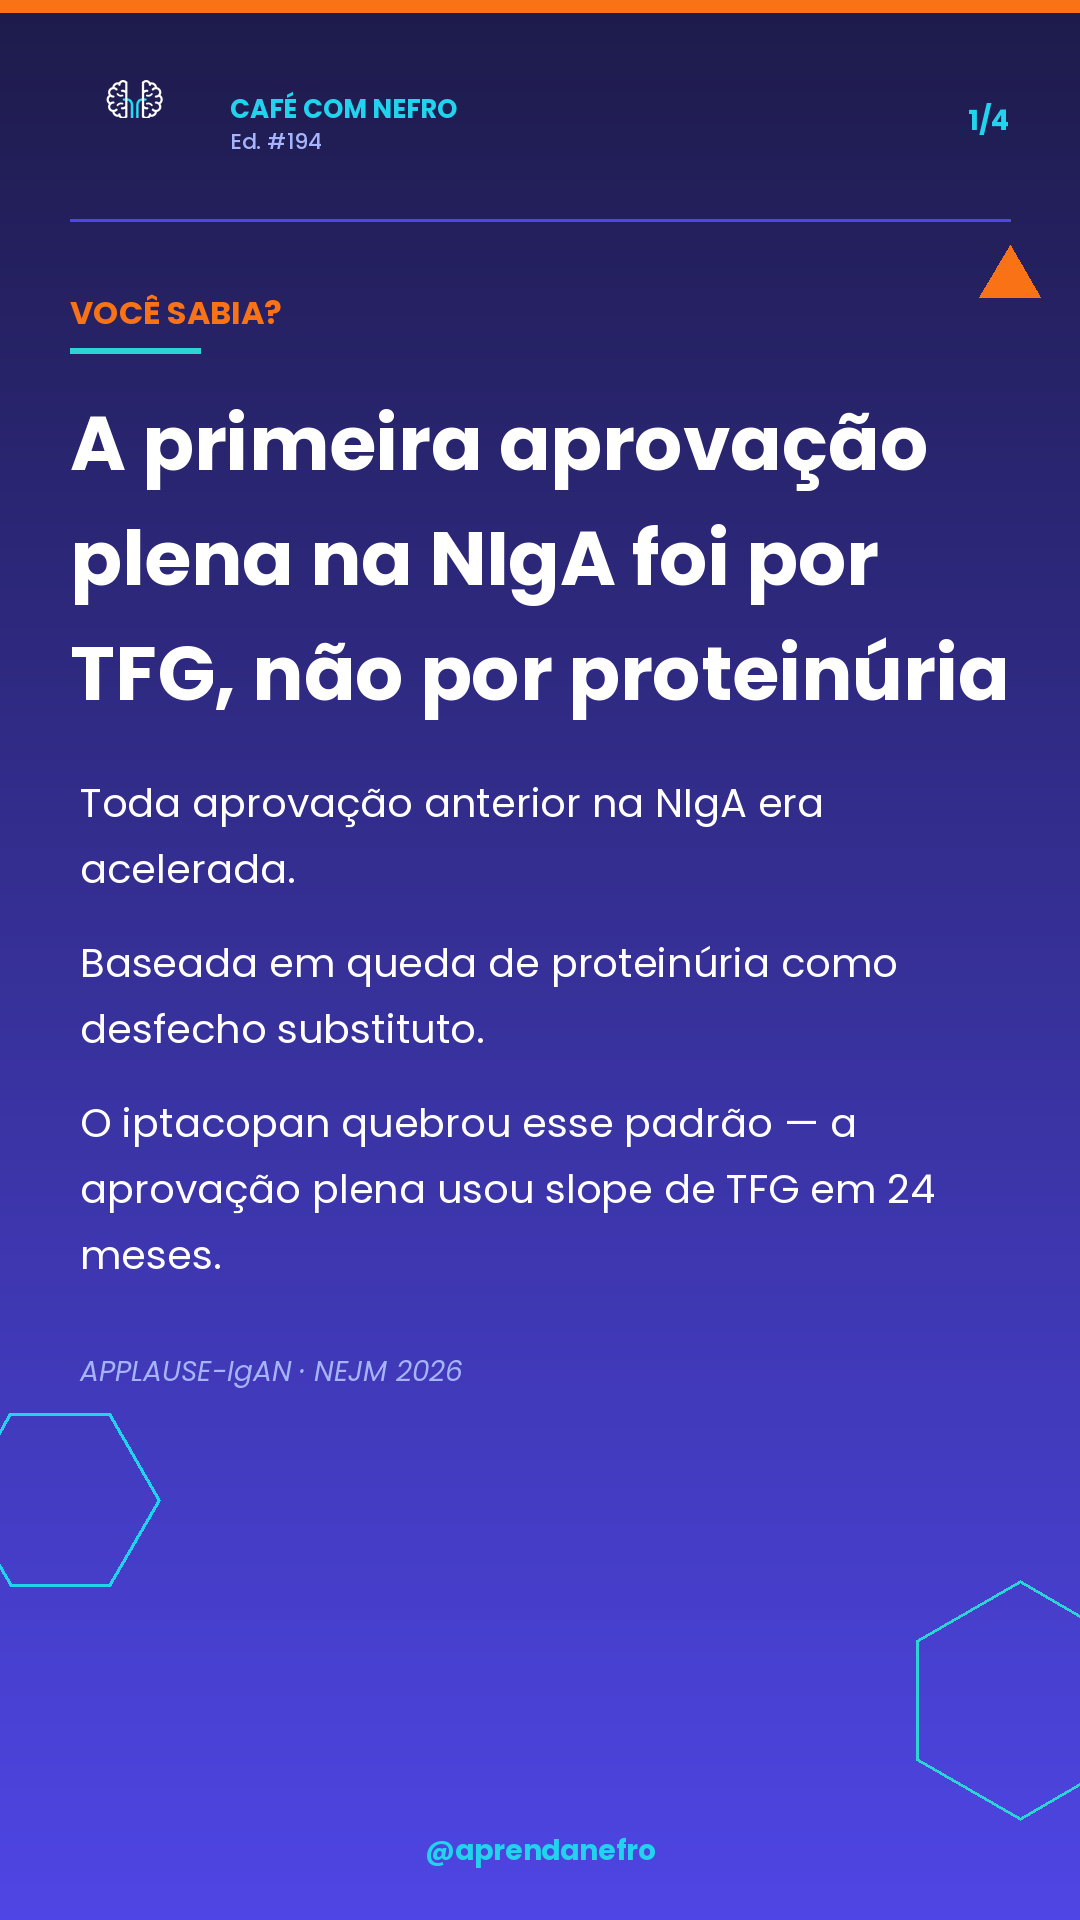 CAFÉ COM NEFRO
Ed. #194
1/4
VOCÊ SABIA?
A primeira aprovação
plena na NIgA foi por
TFG, não por proteinúria
Toda aprovação anterior na NIgA era
acelerada.
Baseada em queda de proteinúria como
desfecho substituto.
O iptacopan quebrou esse padrão — a
aprovação plena usou slope de TFG em 24
meses.
APPLAUSE-IgAN · NEJM 2026
@aprendanefro